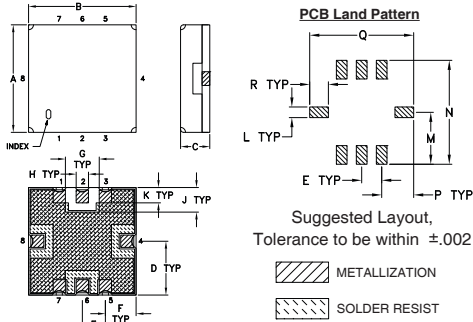 B
7 6 5
A
8
4
INDEX
1 2 3
C
G
TYP
H TYP
1 2 3
K TYP
J TYP
8
4
D
TYP
7 6 5
F
TYP
PCB Land Pattern
Q
R TYP
L TYP
N
M
E TYP
P TYP
Suggested Layout,
Tolerance to be within ±.002
METALLIZATION
SOLDER RESIST